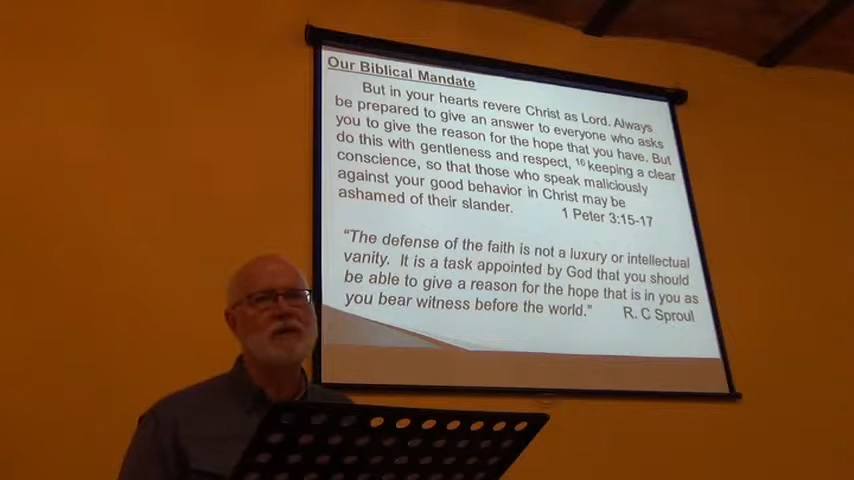 Our Biblical Mandate
But in your hearts revere Christ as Lord. Always
be prepared to give an answer to everyone who asks
you to give the reason for the hope that you have. But
do this with gentleness and respect, 16 keeping a clear
conscience, so that those who speak maliciously
against your good behavior in Christ may be
ashamed of their slander. 1 Peter 3:15-17
“The defense of the faith is not a luxury or intellectual
vanity. It is a task appointed by God that you should
be able to give a reason for the hope that is in you as
you bear witness before the world.” R. C Sproul